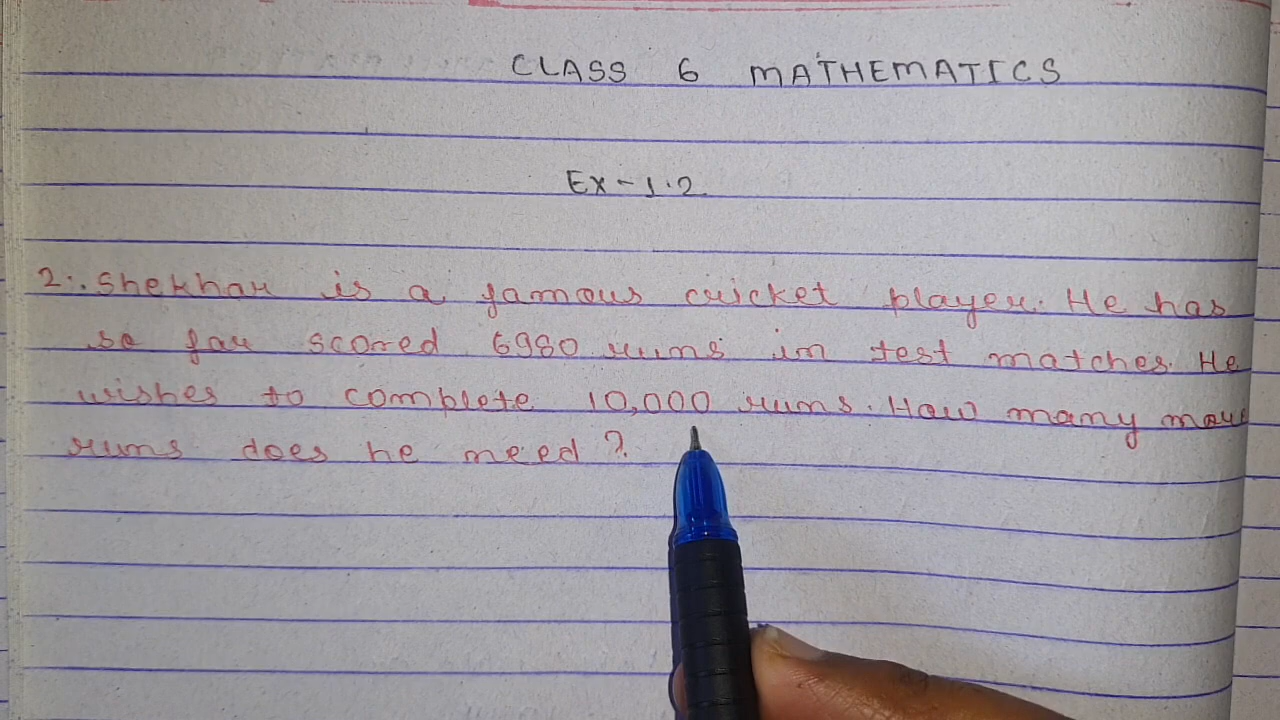 CLASS 6 MATHEMATICS
Ex-1.2
2:. Shekhar is a famous cricket player. He has
so far scored 6980 runs in test matches. He
wishes to complete 10,000 runs. How many more
runs does he need?